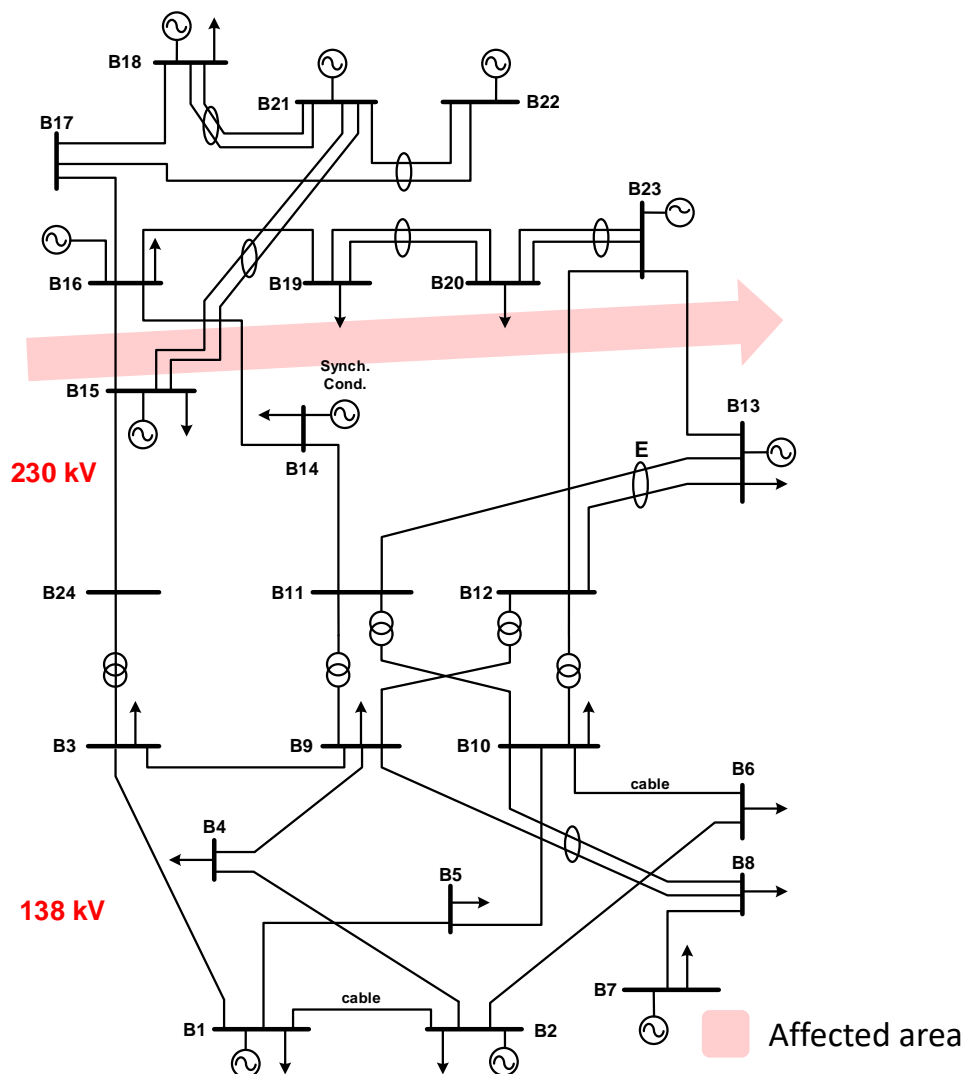 B18
B21
B22
B17
B23
B16
B19
B20
Synch.
Cond.
B15
B13
E
B14
230 kV
B24
B11
B12
B3
B9
B10
B6
cable
B4
B8
B5
138 kV
B7
cable
B1
B2
Affected area